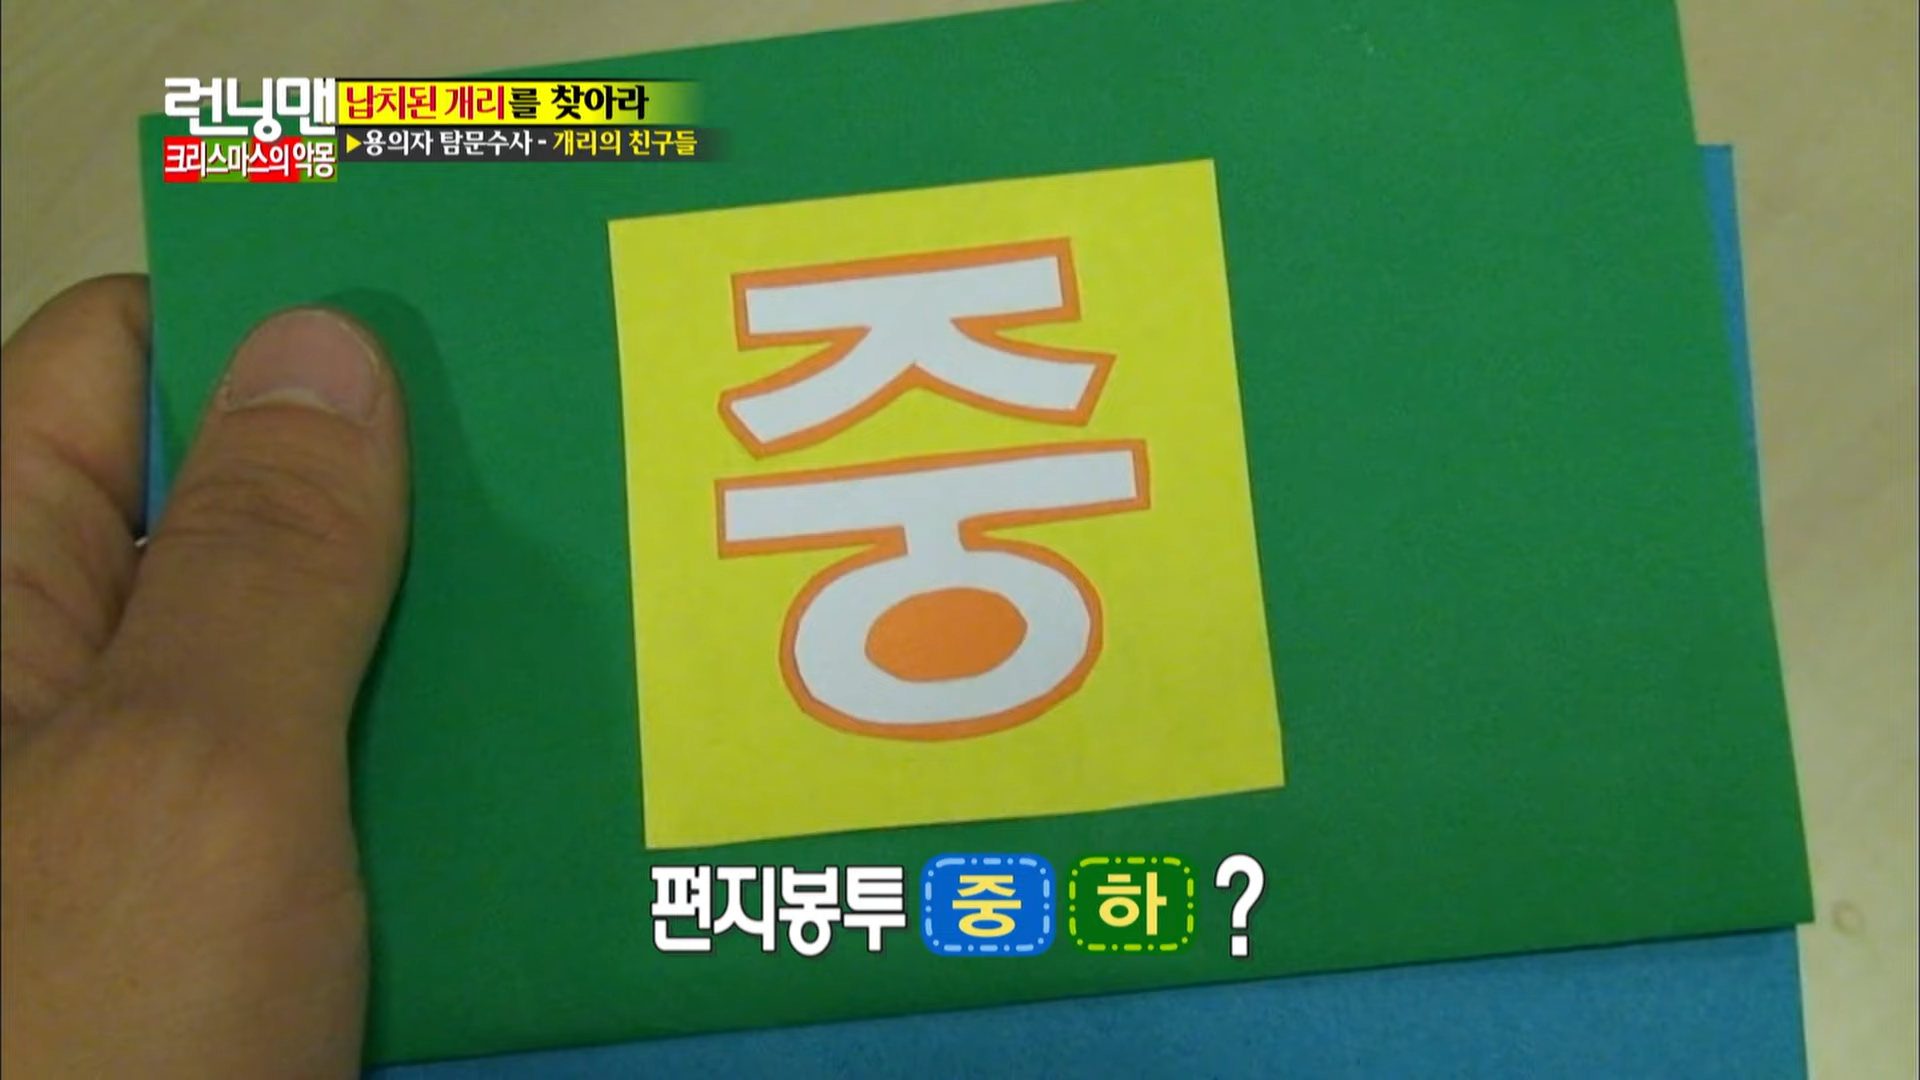 런닝맨
크리스마스의 악몽
납치된 개리를 찾아라
▶용의자 탐문수사 - 개리의 친구들
중
편지봉투 중 하 ?